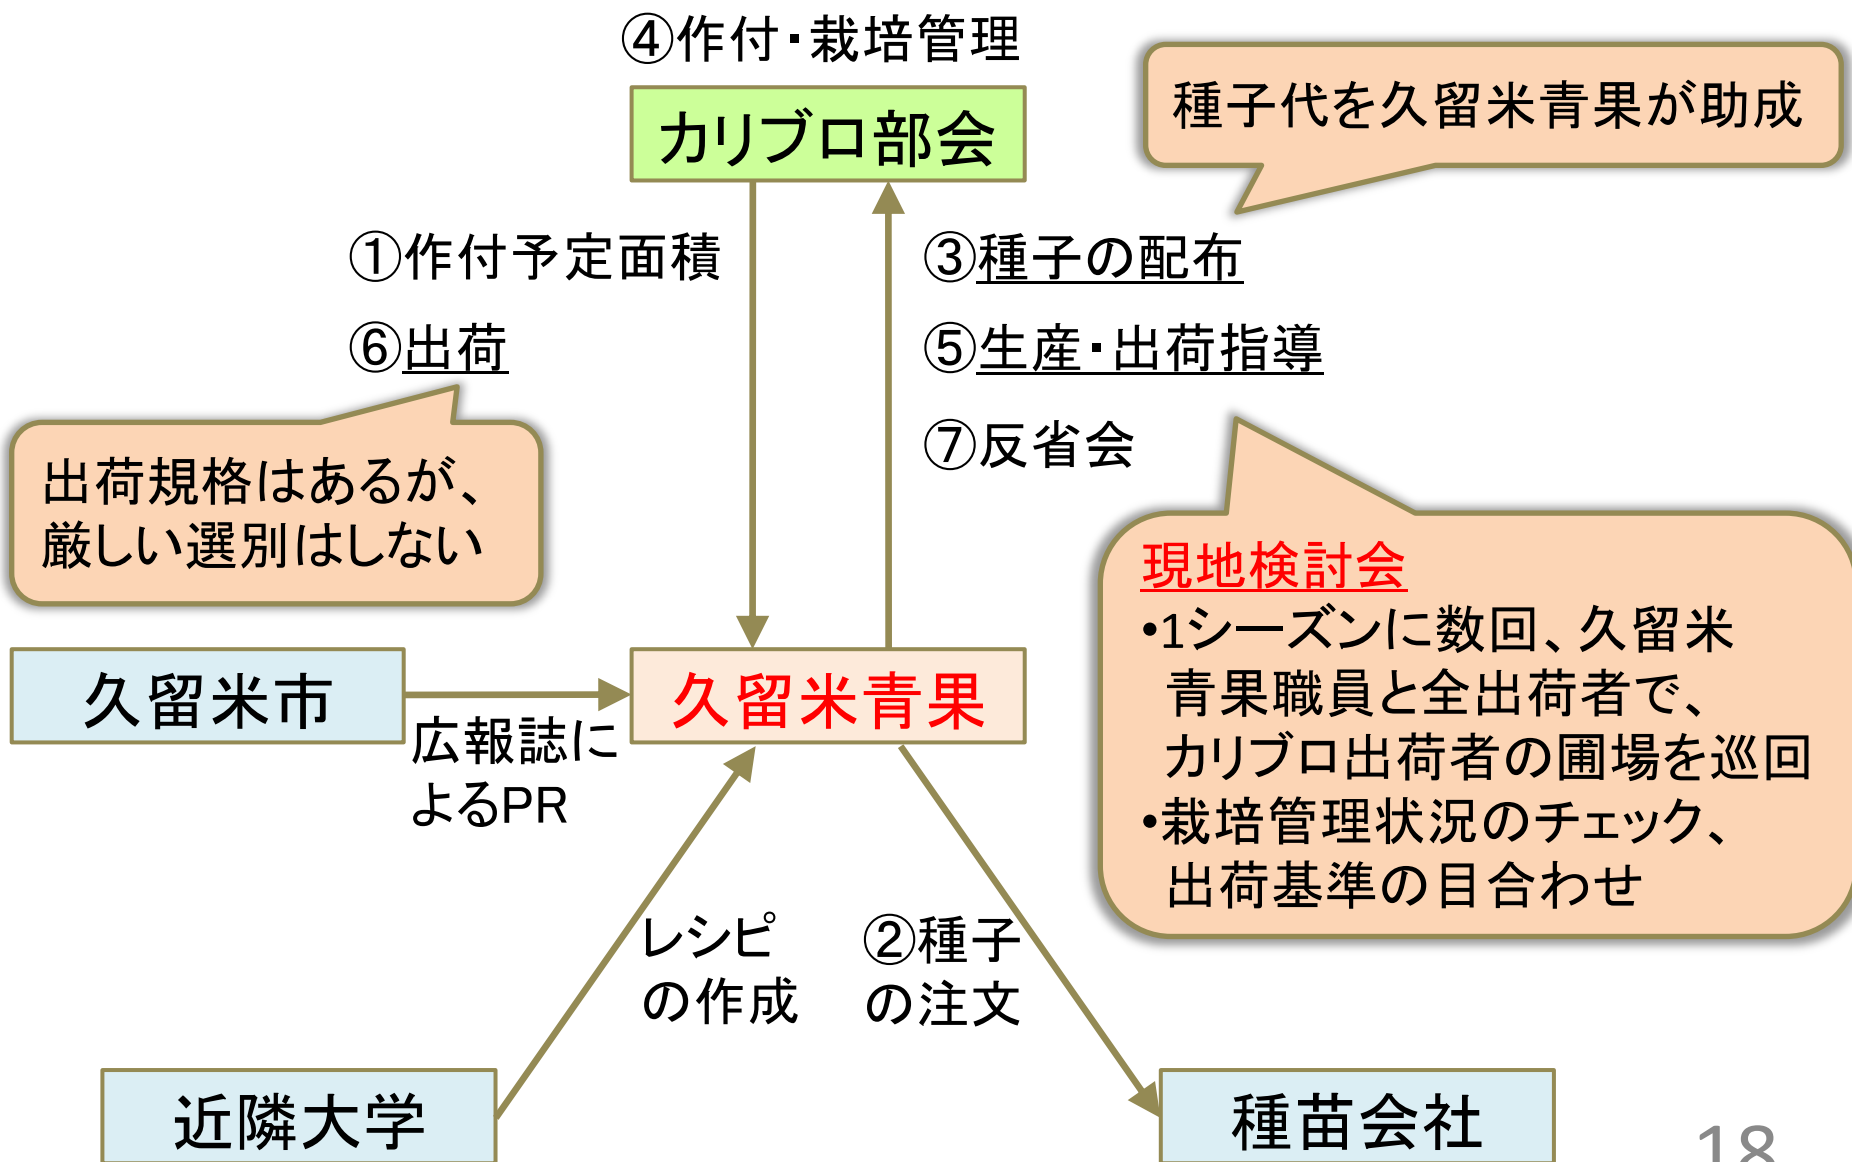 ④作付・栽培管理
カリブロ部会
種子代を久留米青果が助成
①作付予定面積
⑥出荷
③種子の配布
⑤生産・出荷指導
⑦反省会
出荷規格はあるが、
厳しい選別はしない
現地検討会
•1シーズンに数回、久留米
青果職員と全出荷者で、
カリブロ出荷者の圃場を巡回
•栽培管理状況のチェック、
出荷基準の目合わせ
久留米市
広報誌に
よるPR
久留米青果
レシピ
の作成
②種子
の注文
近隣大学
種苗会社
18